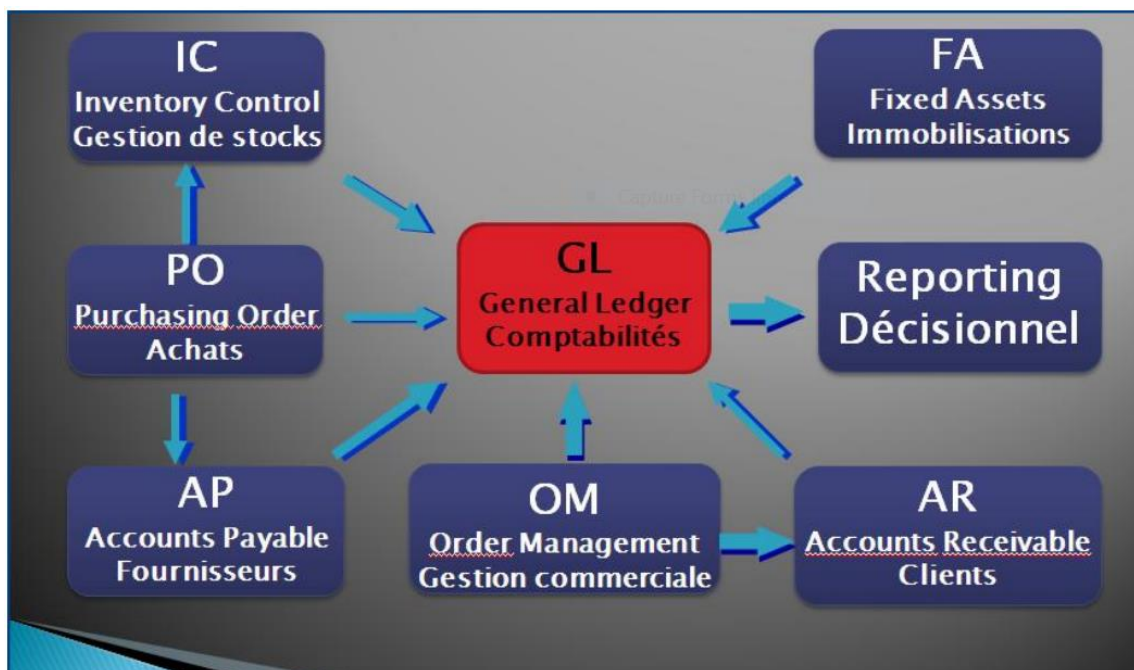 IC
Inventory Control
Gestion de stocks
FA
Fixed Assets
Immobilisations
PO
Purchasing Order
Achats
GL
General Ledger
Comptabilités
Reporting
Décisionnel
AP
Accounts Payable
Fournisseurs
OM
Order Management
Gestion commerciale
AR
Accounts Receivable
Clients